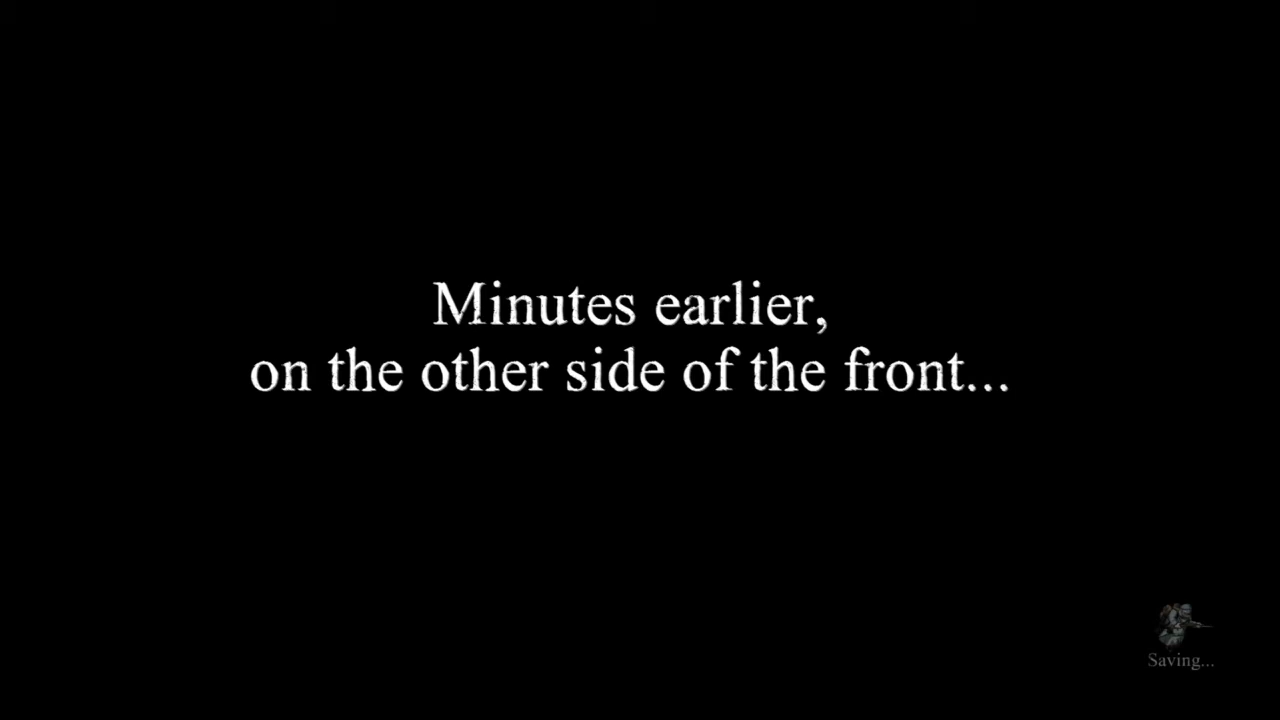 Minutes earlier,
on the other side of the front...
Saving...